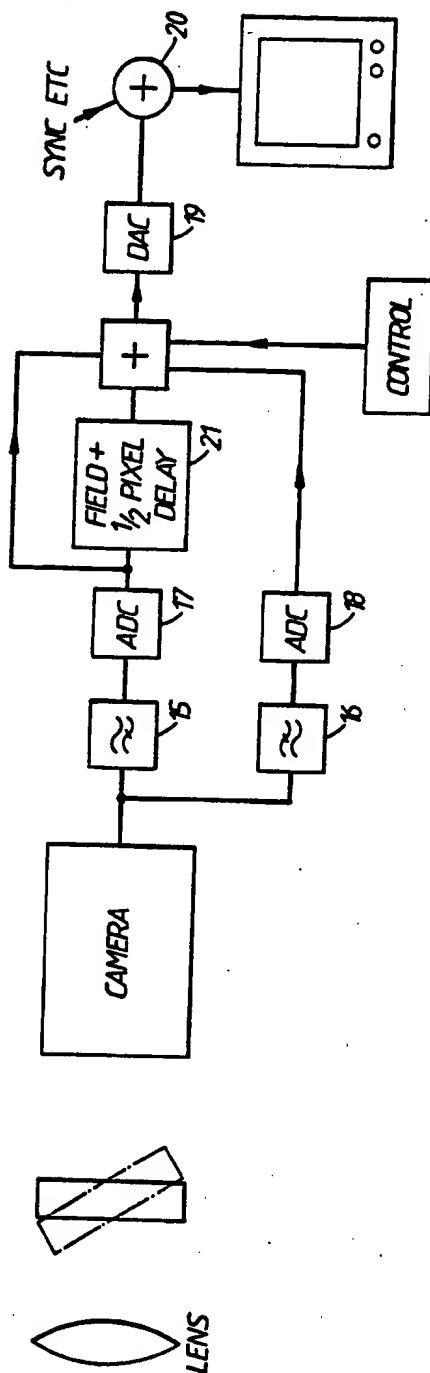 LENS
CAMERA
≈
15
ADC
17
FIELD +
1/2 PIXEL
DELAY
21
+
DAC
19
SYNC ETC
+
20
≈
16
ADC
18
CONTROL